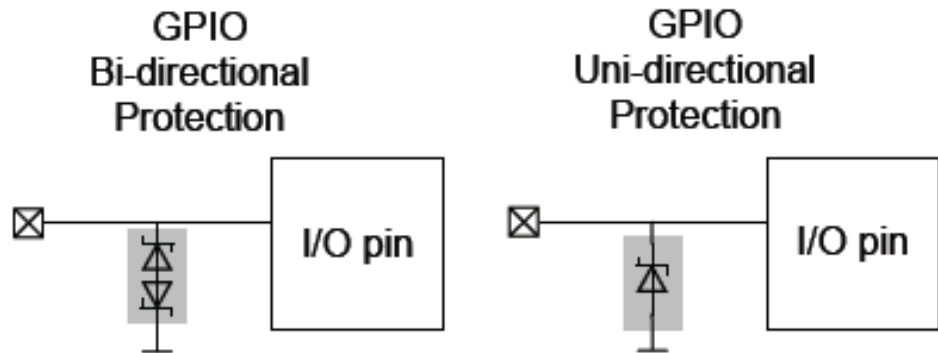 GPIO
Bi-directional
Protection
I/O pin
GPIO
Uni-directional
Protection
I/O pin